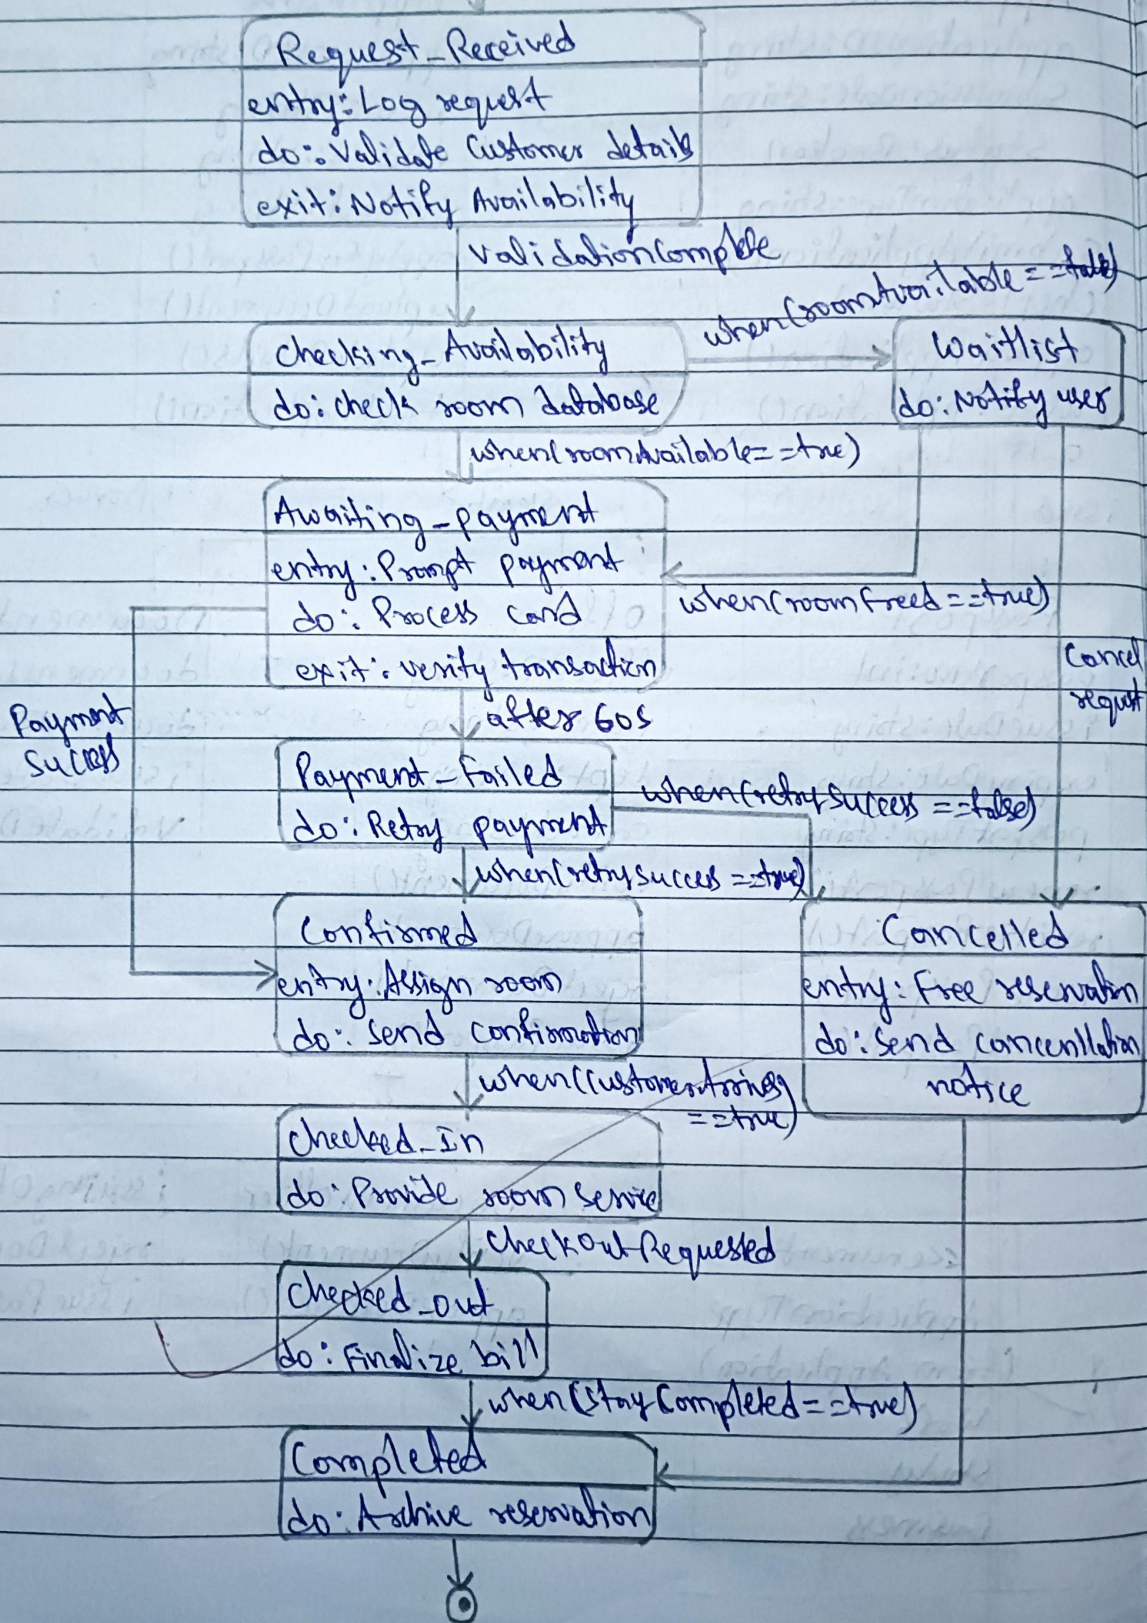 Request_Received
entry: Log request
do: Validate Customer details
exit: Notify Availability
validationComplete
when(roomAvailable==false)
Checking_Availability
do: check room database
Waitlist
do: Notify user
when(roomAvailable==true)
Awaiting_payment
entry: Prompt payment
do: Process card
exit: verify transaction
when(roomfreed==true)
Cancel
request
Payment
success
after 60s
Payment_Failed
do: Retry payment
when(retrySuccess==false)
when(retrySuccess==true)
Confirmed
entry: Assign room
do: send confirmation
Cancelled
entry: Free reservation
do: send cancenllation
notice
when(CustomerArrives
==true)
Checked_In
do: Provide room service
CheckOutRequested
Checked_out
do: Finalize bill
when(stayCompleted==true)
Completed
do: Archive reservation